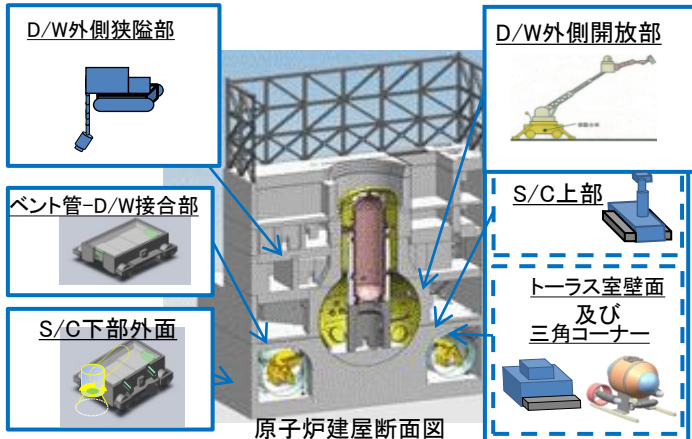 D/W外側狭隘部
D/W外側開放部
ベント管-D/W接合部
S/C上部
S/C下部外面
トーラス室壁面
及び
三角コーナー
原子炉建屋断面図